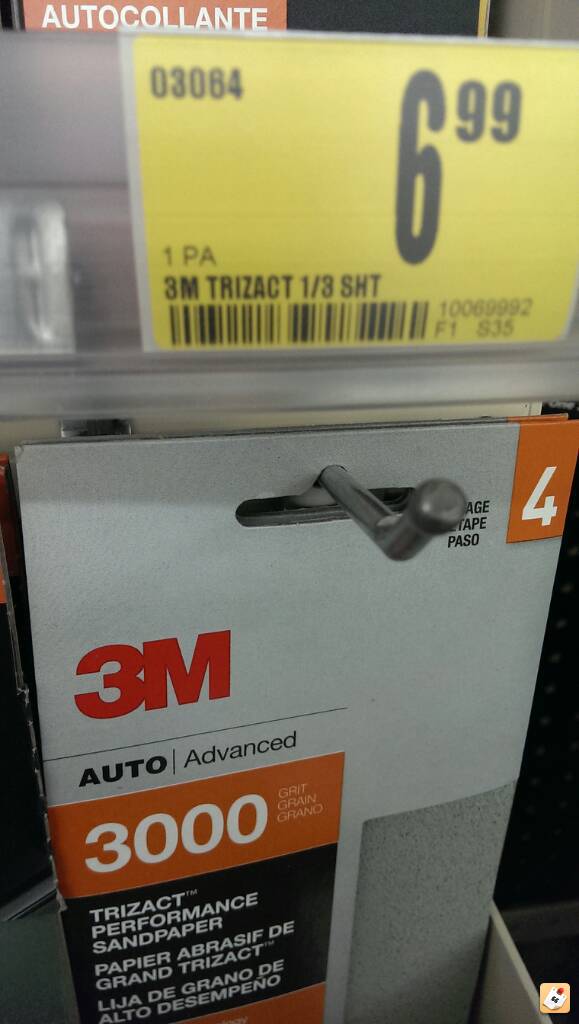 AUTOCOLLANTE
03064
6 99
1 PA
3M TRIZACT 1/3 SHT
10069992
F1 S35
4
PASO
3M
AUTO | Advanced
3000
GRIT
GRAIN
GRANO
TRIZACT™
PERFORMANCE
SANDPAPER
PAPIER ABRASIF DE
GRAND TRIZACT™
LIJA DE GRANO DE
ALTO DESEMPEÑO